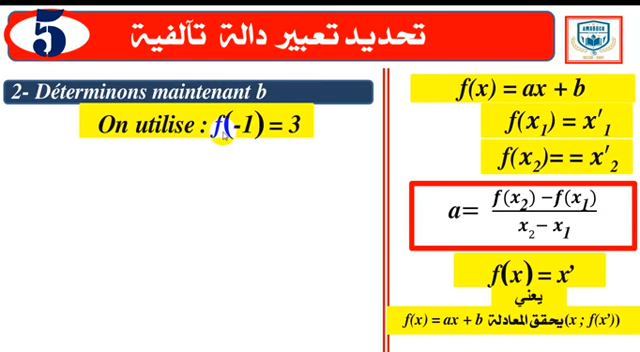 5
تحديد تعبير دالة تآلفية
AMAROCH
2- Déterminons maintenant b
On utilise : f(-1) = 3
f(x) = ax + b
f(x₁) = x'₁
f(x₂)= = x'₂
a= f(x₂) –f(x₁) / x₂– x₁
f(x) = x’
يعني
(x ; f(x’)) يحقق المعادلة f(x) = ax + b